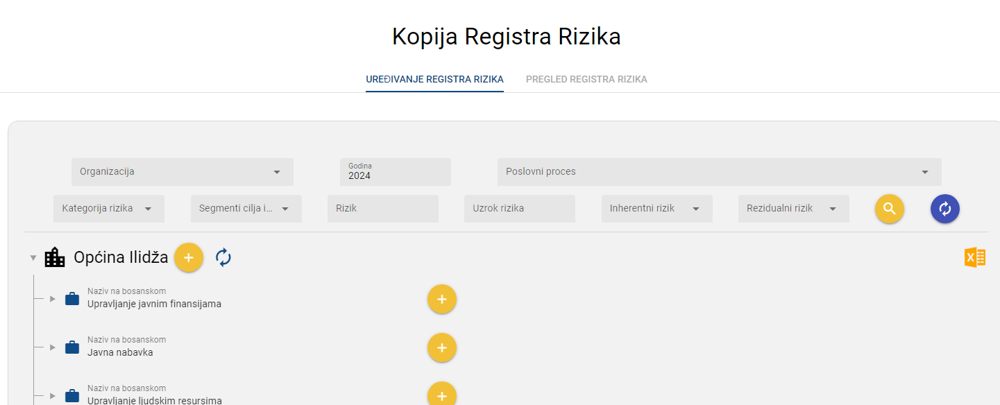 Kopija Registra Rizika
UREĐIVANJE REGISTRA RIZIKA
PREGLED REGISTRA RIZIKA
Organizacija
Godina
2024
Poslovni proces
Kategorija rizika
Segmenti cilja i...
Rizik
Uzrok rizika
Inherentni rizik
Rezidualni rizik
Općina Ilidža
X
Naziv na bosanskom
Upravljanje javnim finansijama
Naziv na bosanskom
Javna nabavka
Naziv na bosanskom
Upravljanje ljudskim resursima